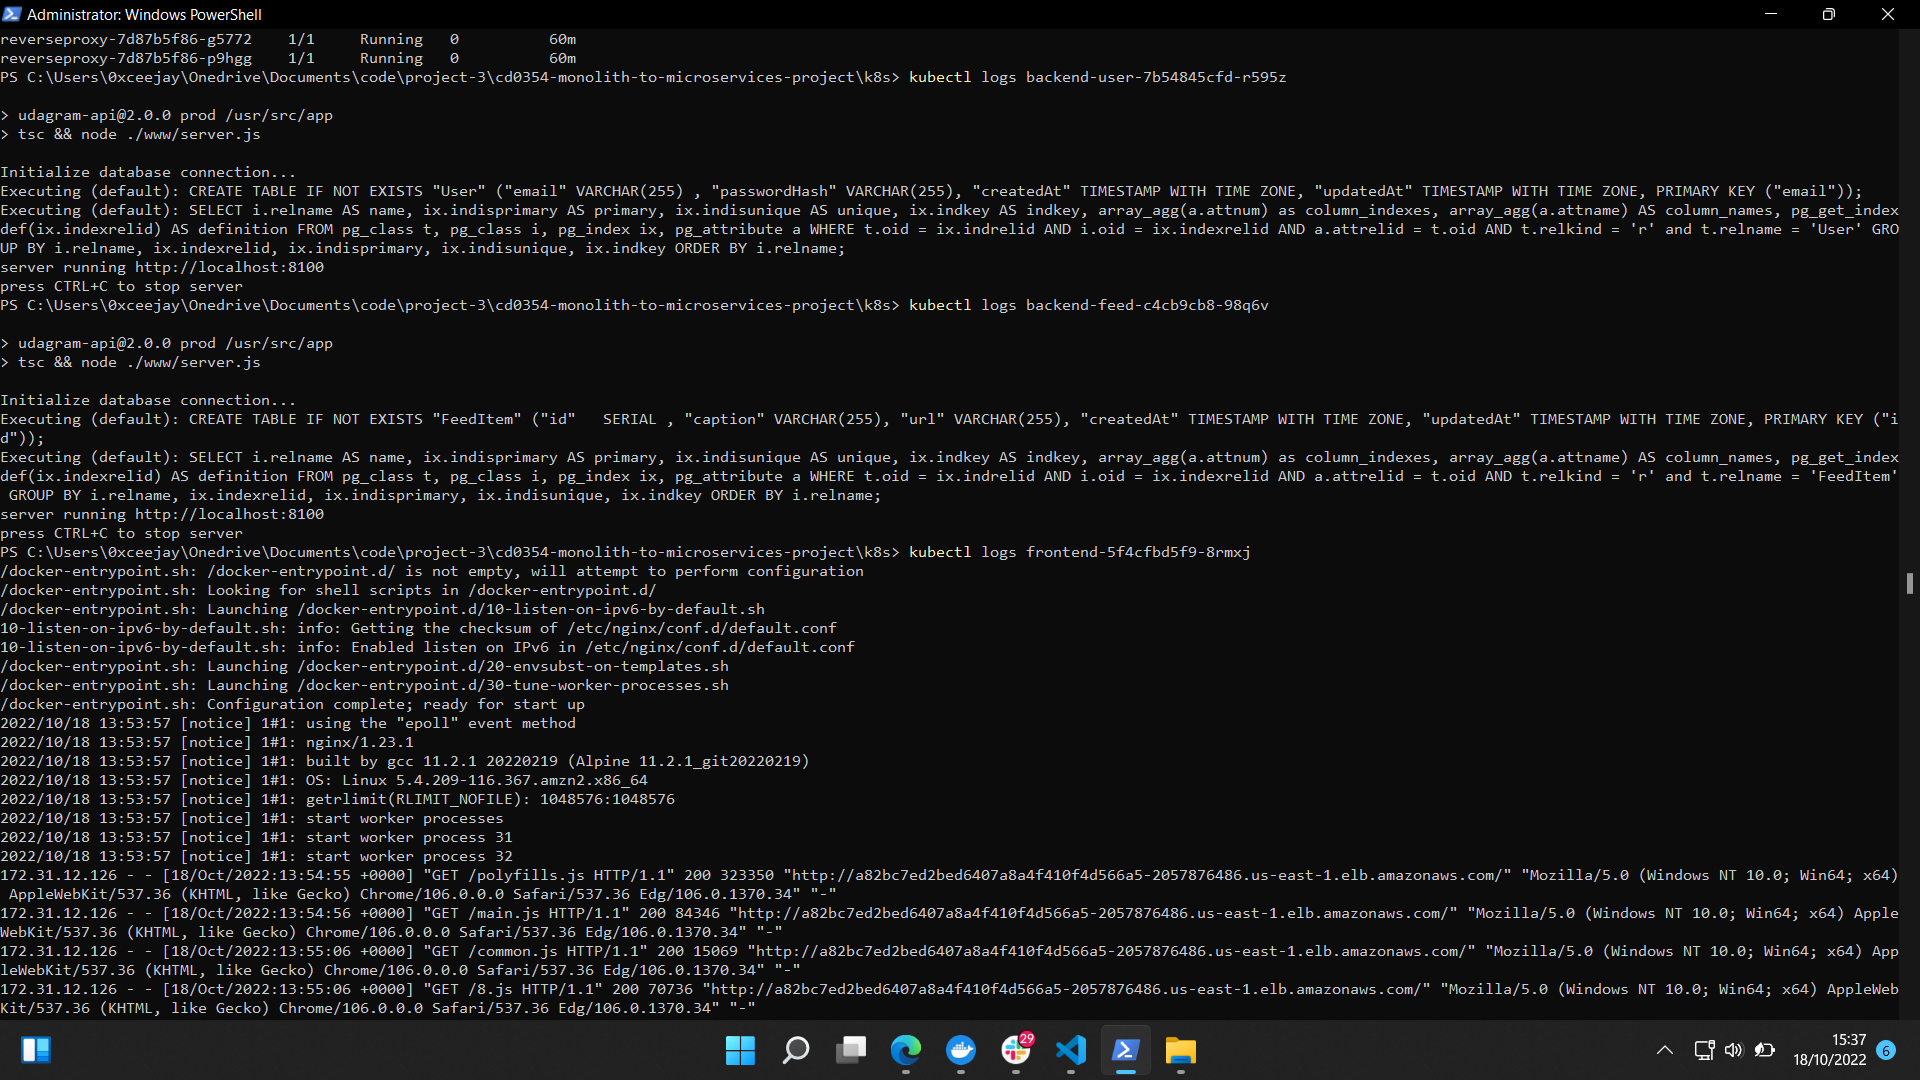 Administrator: Windows PowerShell
reverseproxy-7d87b5f86-g5772    1/1     Running   0          60m
reverseproxy-7d87b5f86-p9hgg    1/1     Running   0          60m
PS C:\Users\0xceejay\Onedrive\Documents\code\project-3\cd0354-monolith-to-microservices-project\k8s> kubectl logs backend-user-7b54845cfd-r595z
> udagram-api@2.0.0 prod /usr/src/app
> tsc && node ./www/server.js
Initialize database connection...
Executing (default): CREATE TABLE IF NOT EXISTS "User" ("email" VARCHAR(255) , "passwordHash" VARCHAR(255), "createdAt" TIMESTAMP WITH TIME ZONE, "updatedAt" TIMESTAMP WITH TIME ZONE, PRIMARY KEY ("email"));
Executing (default): SELECT i.relname AS name, ix.indisprimary AS primary, ix.indisunique AS unique, ix.indkey AS indkey, array_agg(a.attnum) as column_indexes, array_agg(a.attname) AS column_names, pg_get_index
def(ix.indexrelid) AS definition FROM pg_class t, pg_class i, pg_index ix, pg_attribute a WHERE t.oid = ix.indrelid AND i.oid = ix.indexrelid AND a.attrelid = t.oid AND t.relkind = 'r' and t.relname = 'User' GRO
UP BY i.relname, ix.indexrelid, ix.indisprimary, ix.indisunique, ix.indkey ORDER BY i.relname;
server running http://localhost:8100
press CTRL+C to stop server
PS C:\Users\0xceejay\Onedrive\Documents\code\project-3\cd0354-monolith-to-microservices-project\k8s> kubectl logs backend-feed-c4cb9cb8-98q6v
> udagram-api@2.0.0 prod /usr/src/app
> tsc && node ./www/server.js
Initialize database connection...
Executing (default): CREATE TABLE IF NOT EXISTS "FeedItem" ("id"   SERIAL , "caption" VARCHAR(255), "url" VARCHAR(255), "createdAt" TIMESTAMP WITH TIME ZONE, "updatedAt" TIMESTAMP WITH TIME ZONE, PRIMARY KEY ("i
d"));
Executing (default): SELECT i.relname AS name, ix.indisprimary AS primary, ix.indisunique AS unique, ix.indkey AS indkey, array_agg(a.attnum) as column_indexes, array_agg(a.attname) AS column_names, pg_get_index
def(ix.indexrelid) AS definition FROM pg_class t, pg_class i, pg_index ix, pg_attribute a WHERE t.oid = ix.indrelid AND i.oid = ix.indexrelid AND a.attrelid = t.oid AND t.relkind = 'r' and t.relname = 'FeedItem'
 GROUP BY i.relname, ix.indexrelid, ix.indisprimary, ix.indisunique, ix.indkey ORDER BY i.relname;
server running http://localhost:8100
press CTRL+C to stop server
PS C:\Users\0xceejay\Onedrive\Documents\code\project-3\cd0354-monolith-to-microservices-project\k8s> kubectl logs frontend-5f4cfbd5f9-8rmxj
/docker-entrypoint.sh: /docker-entrypoint.d/ is not empty, will attempt to perform configuration
/docker-entrypoint.sh: Looking for shell scripts in /docker-entrypoint.d/
/docker-entrypoint.sh: Launching /docker-entrypoint.d/10-listen-on-ipv6-by-default.sh
10-listen-on-ipv6-by-default.sh: info: Getting the checksum of /etc/nginx/conf.d/default.conf
10-listen-on-ipv6-by-default.sh: info: Enabled listen on IPv6 in /etc/nginx/conf.d/default.conf
/docker-entrypoint.sh: Launching /docker-entrypoint.d/20-envsubst-on-templates.sh
/docker-entrypoint.sh: Launching /docker-entrypoint.d/30-tune-worker-processes.sh
/docker-entrypoint.sh: Configuration complete; ready for start up
2022/10/18 13:53:57 [notice] 1#1: using the "epoll" event method
2022/10/18 13:53:57 [notice] 1#1: nginx/1.23.1
2022/10/18 13:53:57 [notice] 1#1: built by gcc 11.2.1 20220219 (Alpine 11.2.1_git20220219)
2022/10/18 13:53:57 [notice] 1#1: OS: Linux 5.4.209-116.367.amzn2.x86_64
2022/10/18 13:53:57 [notice] 1#1: getrlimit(RLIMIT_NOFILE): 1048576:1048576
2022/10/18 13:53:57 [notice] 1#1: start worker processes
2022/10/18 13:53:57 [notice] 1#1: start worker process 31
2022/10/18 13:53:57 [notice] 1#1: start worker process 32
172.31.12.126 - - [18/Oct/2022:13:54:55 +0000] "GET /polyfills.js HTTP/1.1" 200 323350 "http://a82bc7ed2bed6407a8a4f410f4d566a5-2057876486.us-east-1.elb.amazonaws.com/" "Mozilla/5.0 (Windows NT 10.0; Win64; x64)
 AppleWebKit/537.36 (KHTML, like Gecko) Chrome/106.0.0.0 Safari/537.36 Edg/106.0.1370.34" "-"
172.31.12.126 - - [18/Oct/2022:13:54:56 +0000] "GET /main.js HTTP/1.1" 200 84346 "http://a82bc7ed2bed6407a8a4f410f4d566a5-2057876486.us-east-1.elb.amazonaws.com/" "Mozilla/5.0 (Windows NT 10.0; Win64; x64) Apple
WebKit/537.36 (KHTML, like Gecko) Chrome/106.0.0.0 Safari/537.36 Edg/106.0.1370.34" "-"
172.31.12.126 - - [18/Oct/2022:13:55:06 +0000] "GET /common.js HTTP/1.1" 200 15069 "http://a82bc7ed2bed6407a8a4f410f4d566a5-2057876486.us-east-1.elb.amazonaws.com/" "Mozilla/5.0 (Windows NT 10.0; Win64; x64) App
leWebKit/537.36 (KHTML, like Gecko) Chrome/106.0.0.0 Safari/537.36 Edg/106.0.1370.34" "-"
172.31.12.126 - - [18/Oct/2022:13:55:06 +0000] "GET /8.js HTTP/1.1" 200 70736 "http://a82bc7ed2bed6407a8a4f410f4d566a5-2057876486.us-east-1.elb.amazonaws.com/" "Mozilla/5.0 (Windows NT 10.0; Win64; x64) AppleWeb
Kit/537.36 (KHTML, like Gecko) Chrome/106.0.0.0 Safari/537.36 Edg/106.0.1370.34" "-"
29
15:37
18/10/2022
6